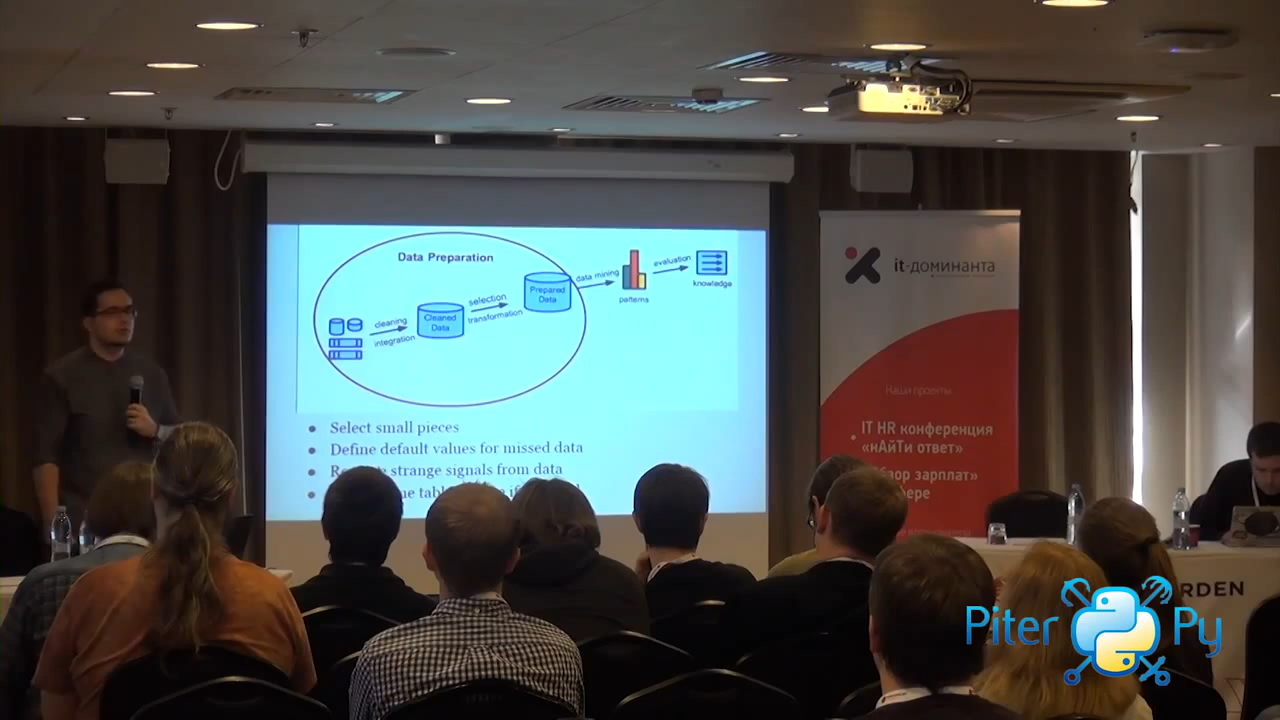 Data Preparation
cleaning
integration
Cleaned
Data
selection
transformation
Prepared
Data
data mining
patterns
evaluation
knowledge
Select small pieces
Define default values for missed data
strange signals from data
it-доминанта
Наши проекты
IT HR конференция
«нАйТи ответ»
зарплат»
RDEN
Piter Py